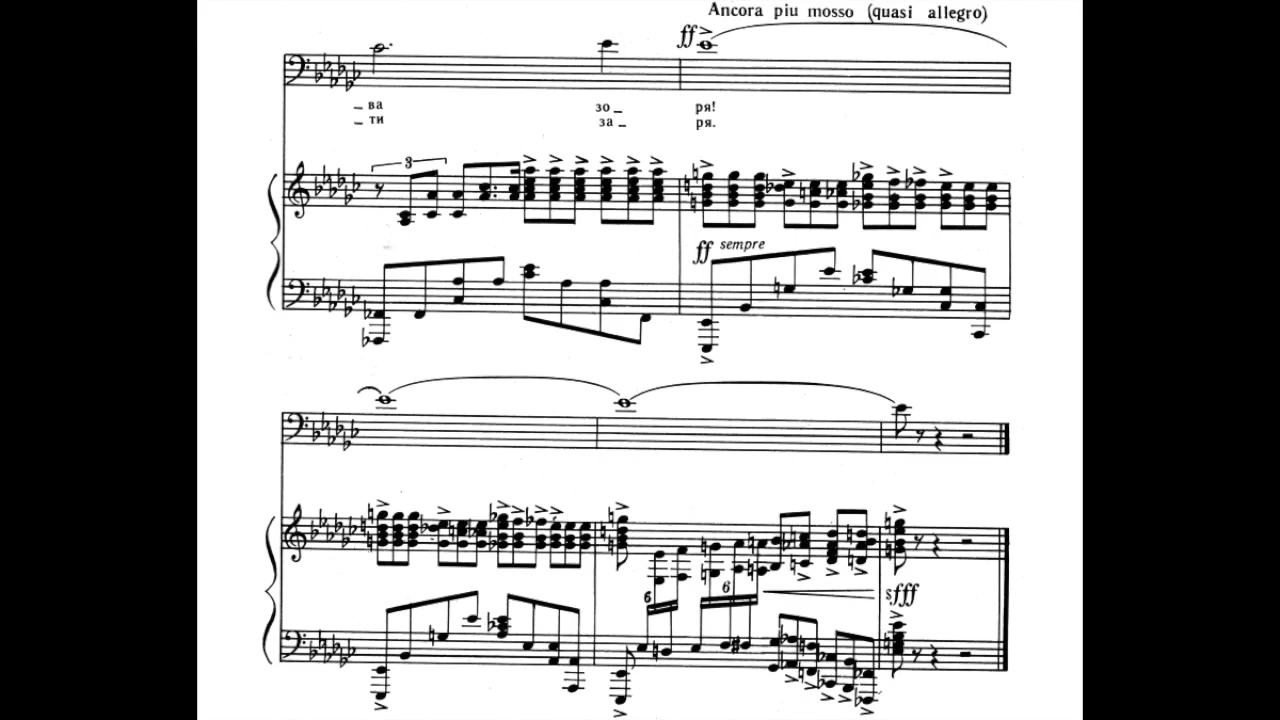 Ancora piu mosso (quasi allegro)
ff
_ ва зо _ ря!
_ ти за _ ря.
3
ff sempre
6 6
sfff